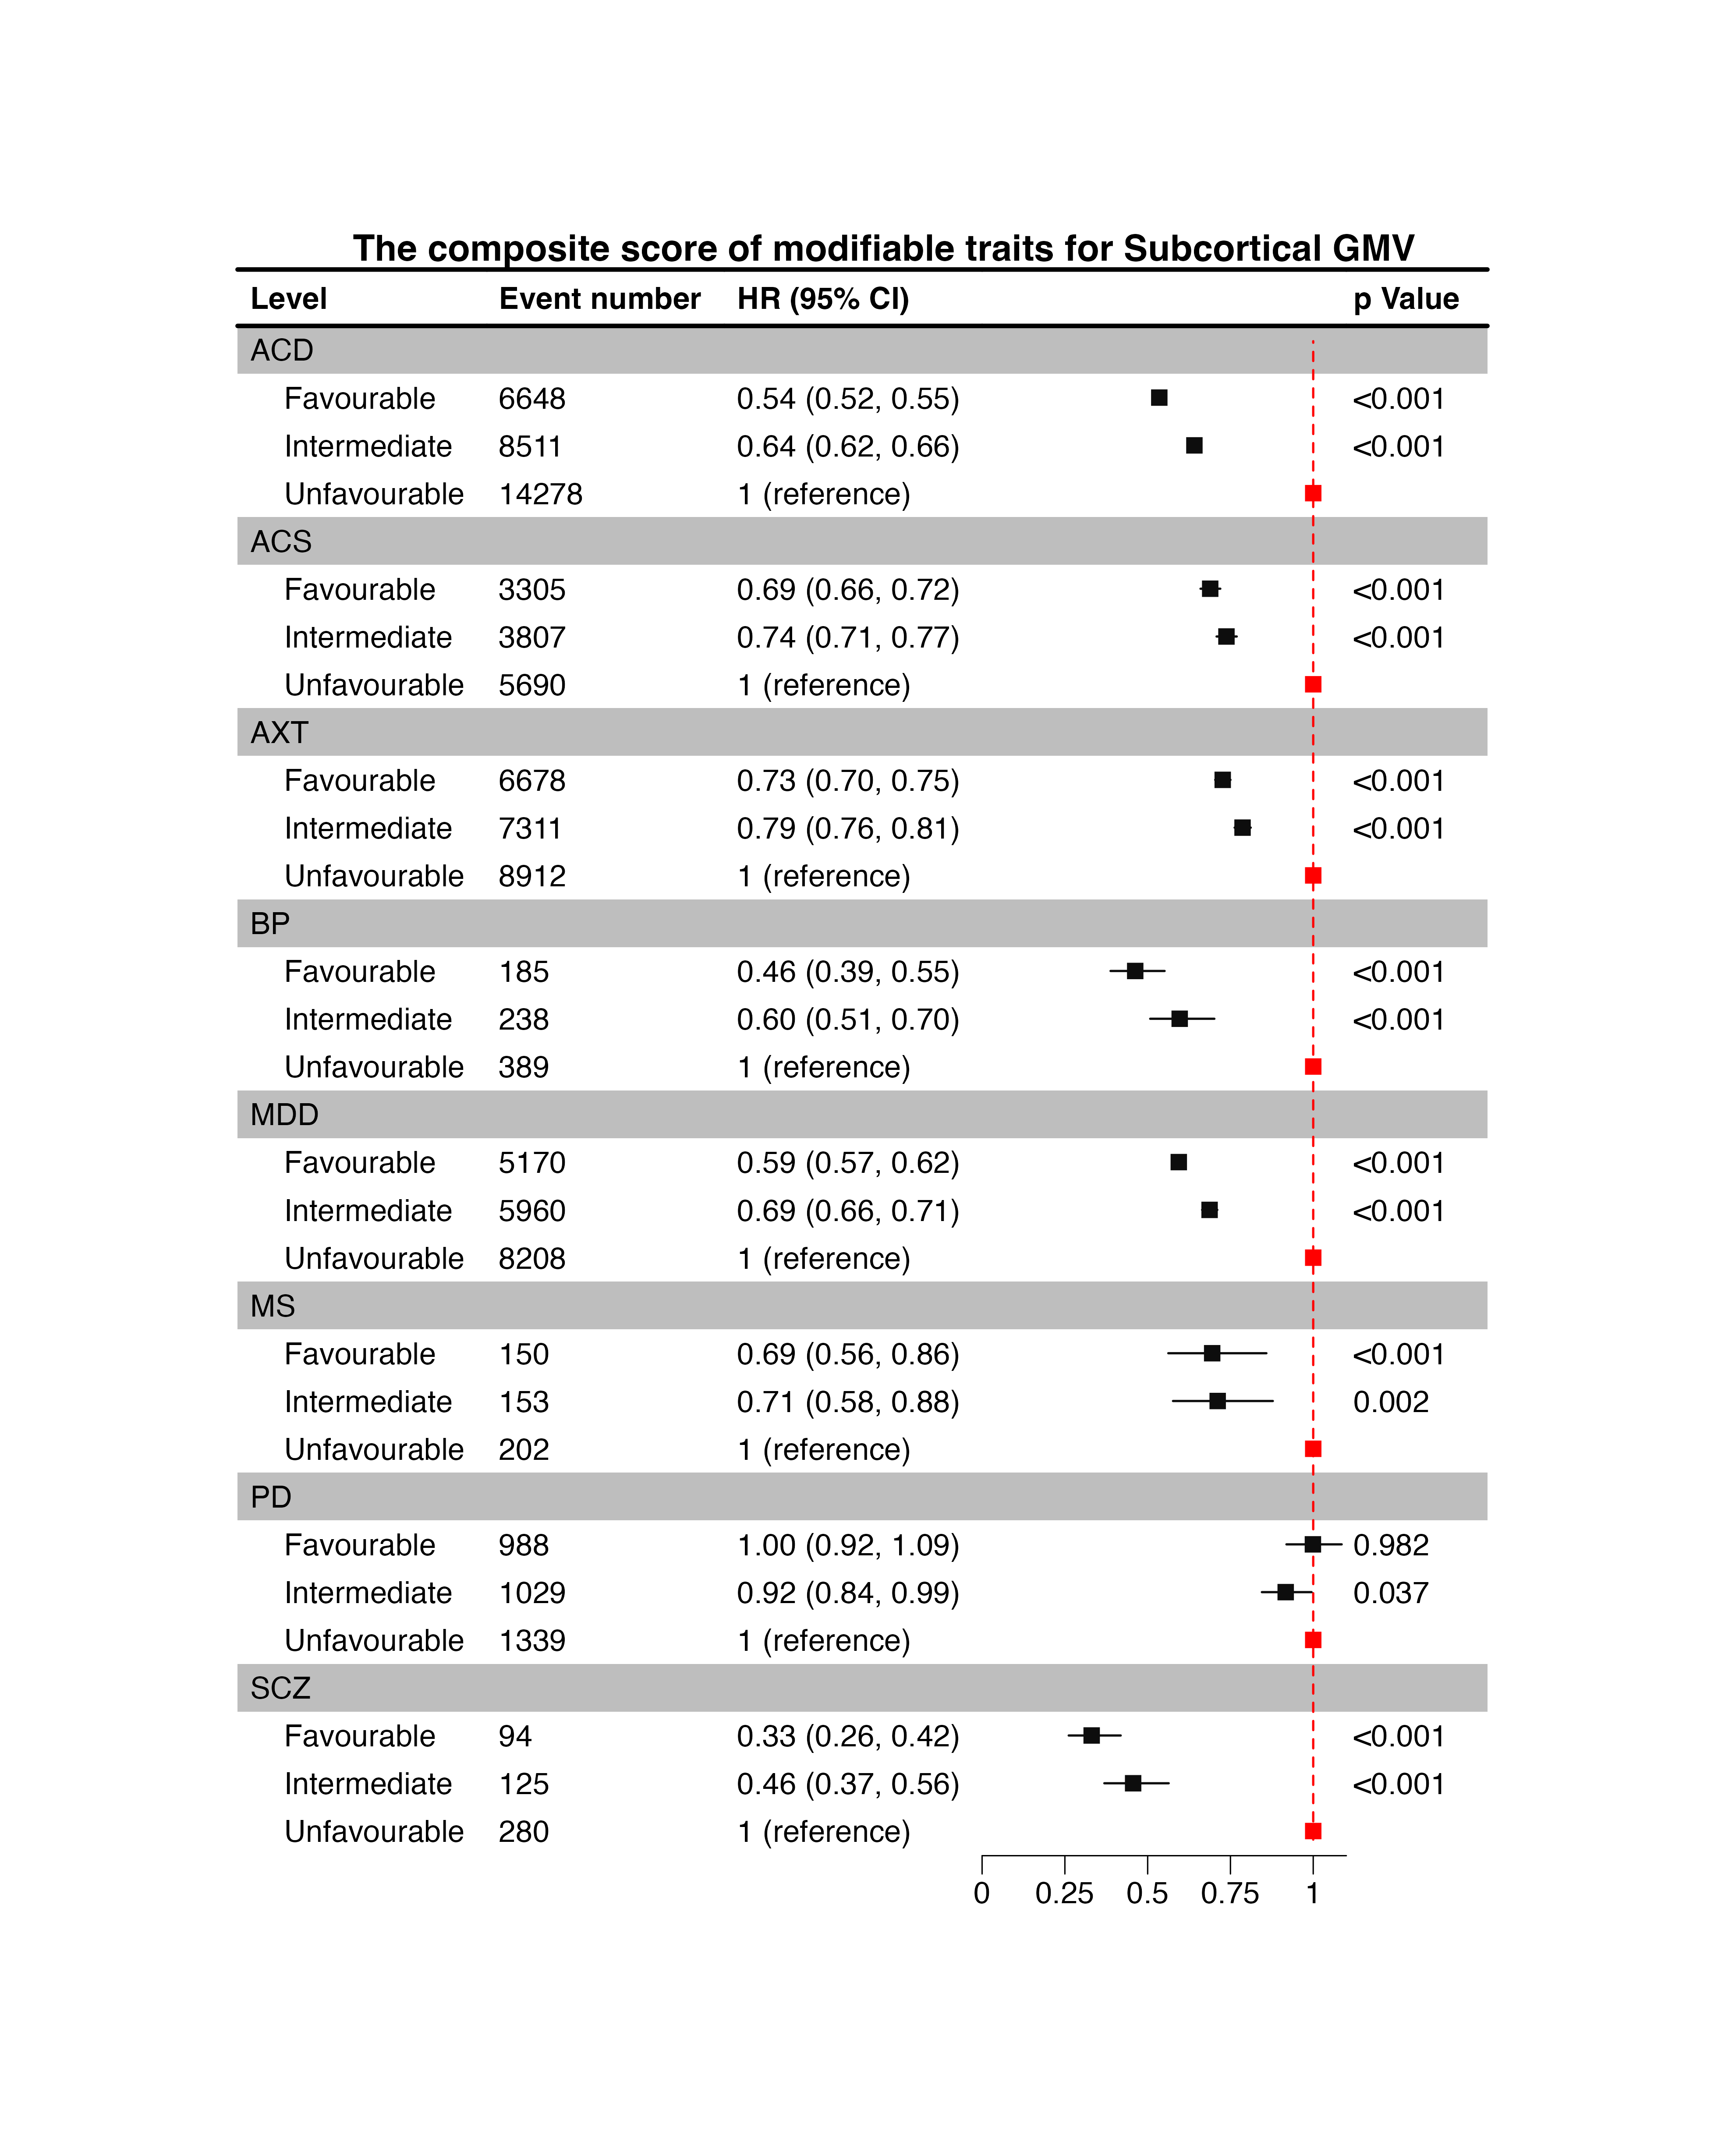 The composite score of modifiable traits for Subcortical GMV
Level Event number HR (95% CI) p Value
ACD
Favourable 6648 0.54 (0.52, 0.55) <0.001
Intermediate 8511 0.64 (0.62, 0.66) <0.001
Unfavourable 14278 1 (reference)
ACS
Favourable 3305 0.69 (0.66, 0.72) <0.001
Intermediate 3807 0.74 (0.71, 0.77) <0.001
Unfavourable 5690 1 (reference)
AXT
Favourable 6678 0.73 (0.70, 0.75) <0.001
Intermediate 7311 0.79 (0.76, 0.81) <0.001
Unfavourable 8912 1 (reference)
BP
Favourable 185 0.46 (0.39, 0.55) <0.001
Intermediate 238 0.60 (0.51, 0.70) <0.001
Unfavourable 389 1 (reference)
MDD
Favourable 5170 0.59 (0.57, 0.62) <0.001
Intermediate 5960 0.69 (0.66, 0.71) <0.001
Unfavourable 8208 1 (reference)
MS
Favourable 150 0.69 (0.56, 0.86) <0.001
Intermediate 153 0.71 (0.58, 0.88) 0.002
Unfavourable 202 1 (reference)
PD
Favourable 988 1.00 (0.92, 1.09) 0.982
Intermediate 1029 0.92 (0.84, 0.99) 0.037
Unfavourable 1339 1 (reference)
SCZ
Favourable 94 0.33 (0.26, 0.42) <0.001
Intermediate 125 0.46 (0.37, 0.56) <0.001
Unfavourable 280 1 (reference)
0 0.25 0.5 0.75 1